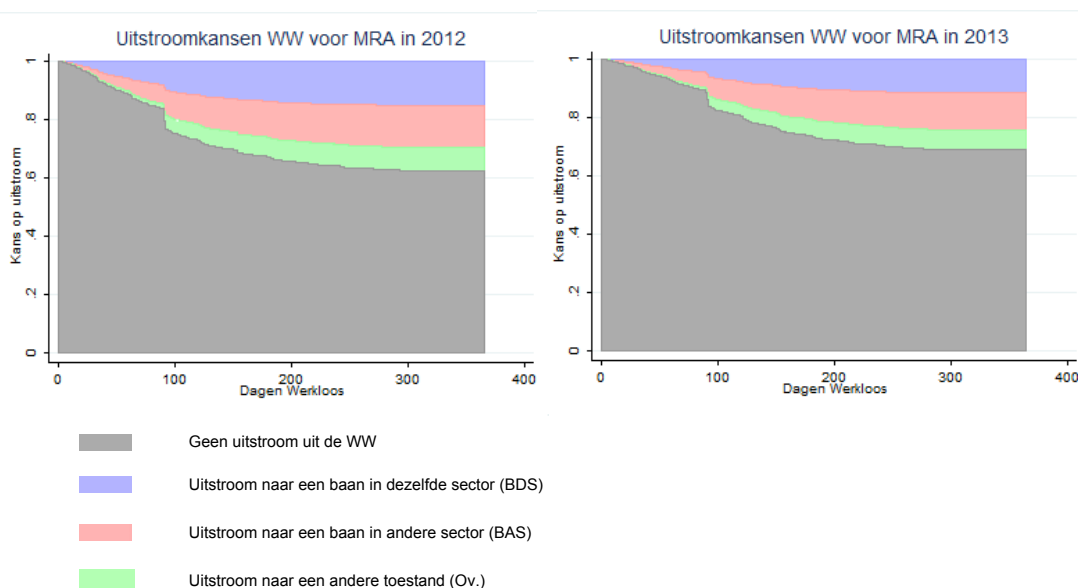 Uitstroomkansen WW voor MRA in 2012
Kans op uitstroom
1
.8
.6
.4
.2
0
0 100 200 300 400
Dagen Werkloos
Uitstroomkansen WW voor MRA in 2013
Kans op uitstroom
1
.8
.6
.4
.2
0
0 100 200 300 400
Dagen Werkloos
Geen uitstroom uit de WW
Uitstroom naar een baan in dezelfde sector (BDS)
Uitstroom naar een baan in andere sector (BAS)
Uitstroom naar een andere toestand (Ov.)